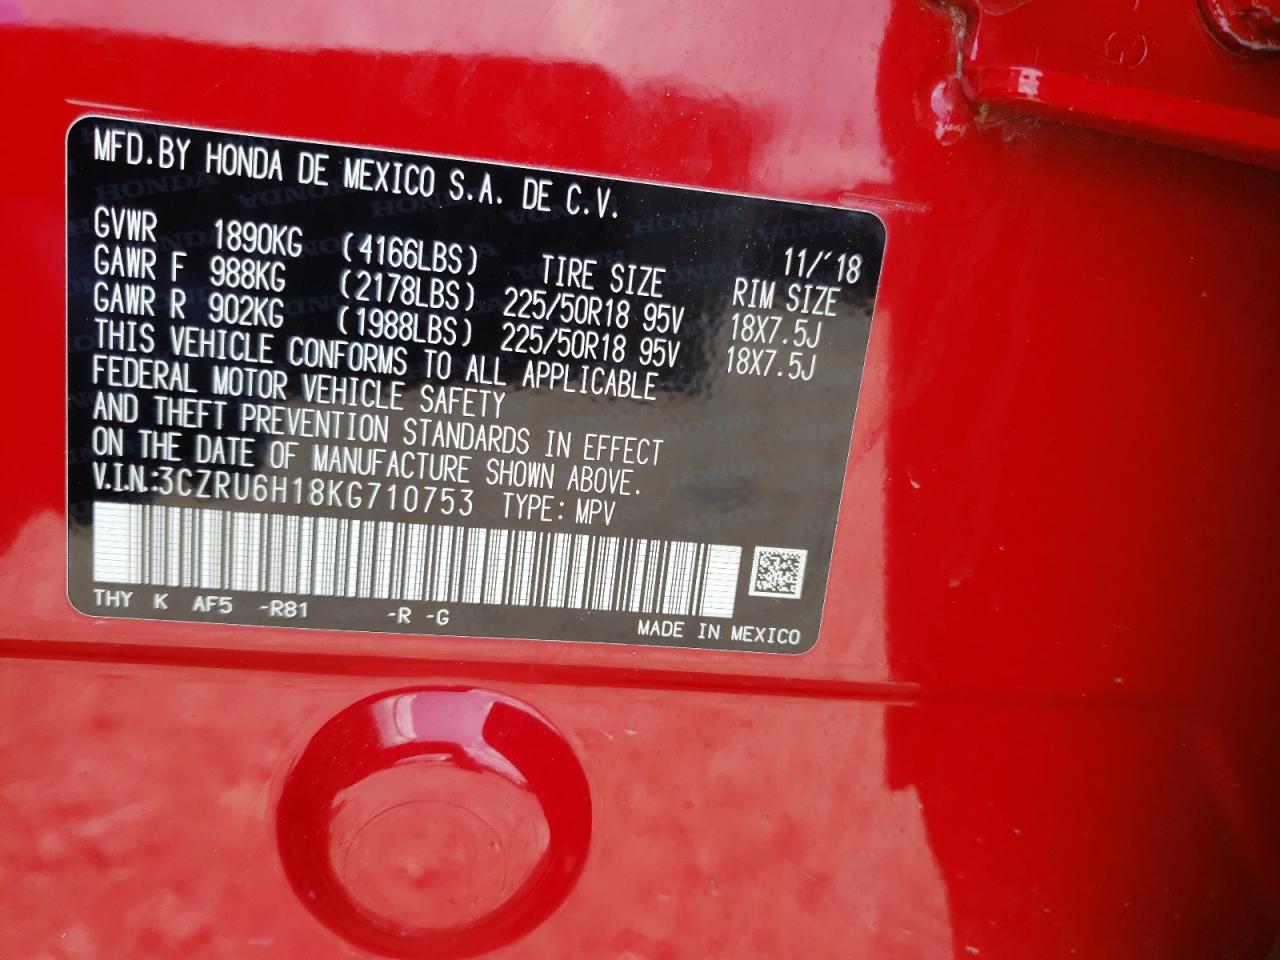 MFD.BY HONDA DE MEXICO S.A. DE C.V.
11/'18
GVWR 1890KG (4166LBS) TIRE SIZE RIM SIZE
GAWR F 988KG (2178LBS) 225/50R18 95V 18X7.5J
GAWR R 902KG (1988LBS) 225/50R18 95V 18X7.5J
THIS VEHICLE CONFORMS TO ALL APPLICABLE
FEDERAL MOTOR VEHICLE SAFETY
AND THEFT PREVENTION STANDARDS IN EFFECT
ON THE DATE OF MANUFACTURE SHOWN ABOVE.
V.I.N.:3CZRU6H18KG710753 TYPE: MPV
THY K AF5 -R81 -R -G
MADE IN MEXICO